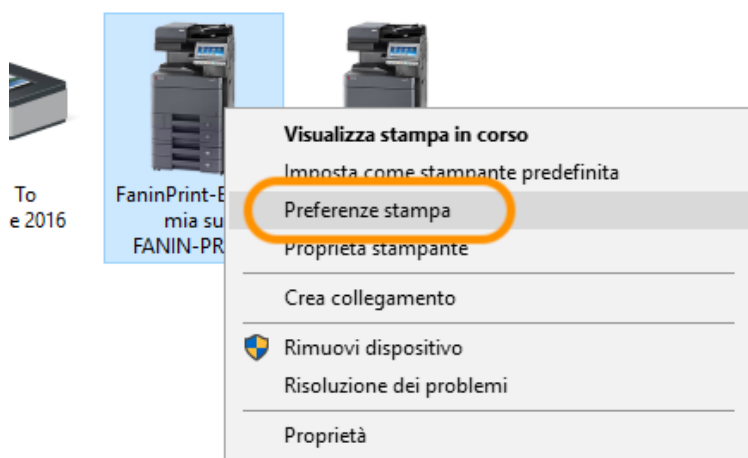 To
e 2016
FaninPrint-E
mia su
FANIN-PR
Visualizza stampa in corso
Imposta come stampante predefinita
Preferenze stampa
Proprietà stampante
Crea collegamento
Rimuovi dispositivo
Risoluzione dei problemi
Proprietà